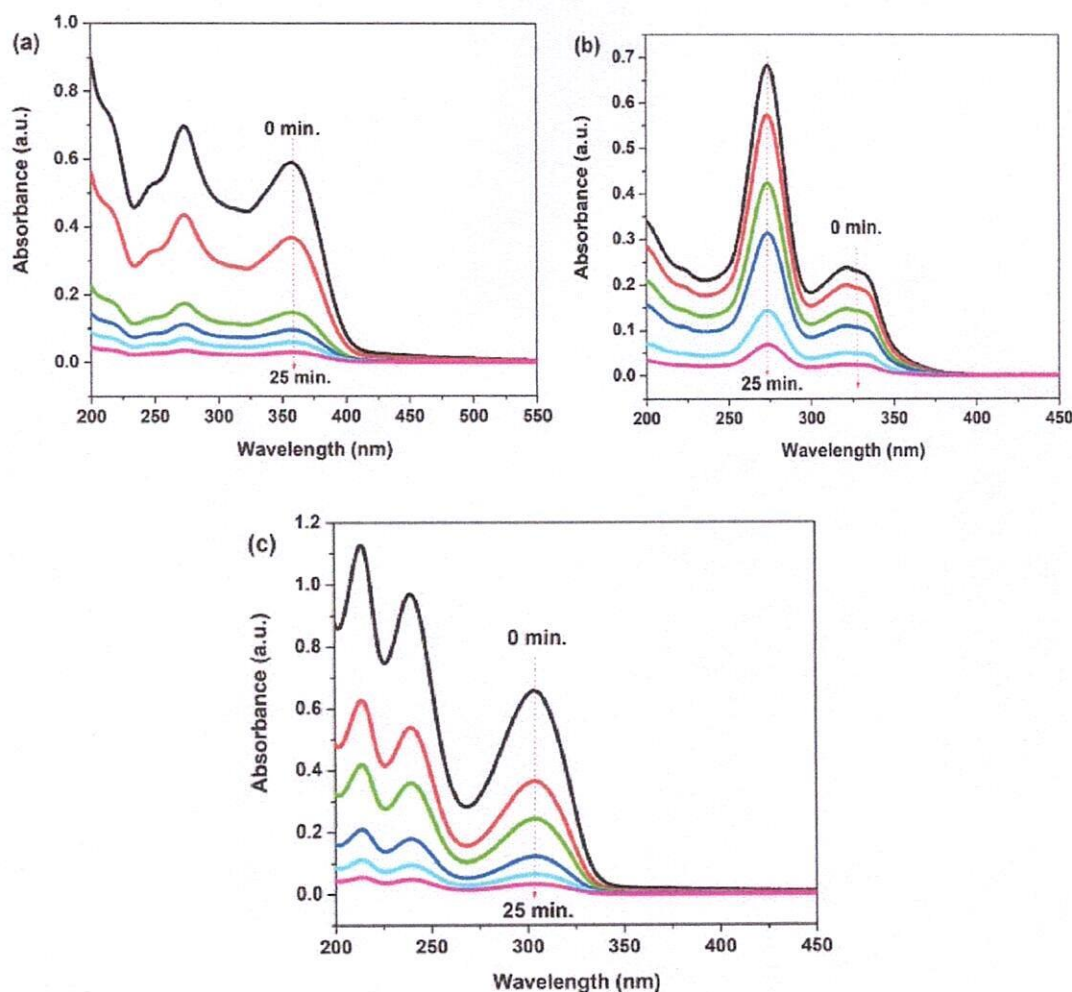 (a)
Absorbance (a.u.)
1.0
0.8
0.6
0.4
0.2
0.0
0 min.
25 min.
200 250 300 350 400 450 500 550
Wavelength (nm)
(b)
Absorbance (a.u.)
0.7
0.6
0.5
0.4
0.3
0.2
0.1
0.0
0 min.
25 min.
200 250 300 350 400 450
Wavelength (nm)
(c)
Absorbance (a.u.)
1.2
1.0
0.8
0.6
0.4
0.2
0.0
0 min.
25 min.
200 250 300 350 400 450
Wavelength (nm)